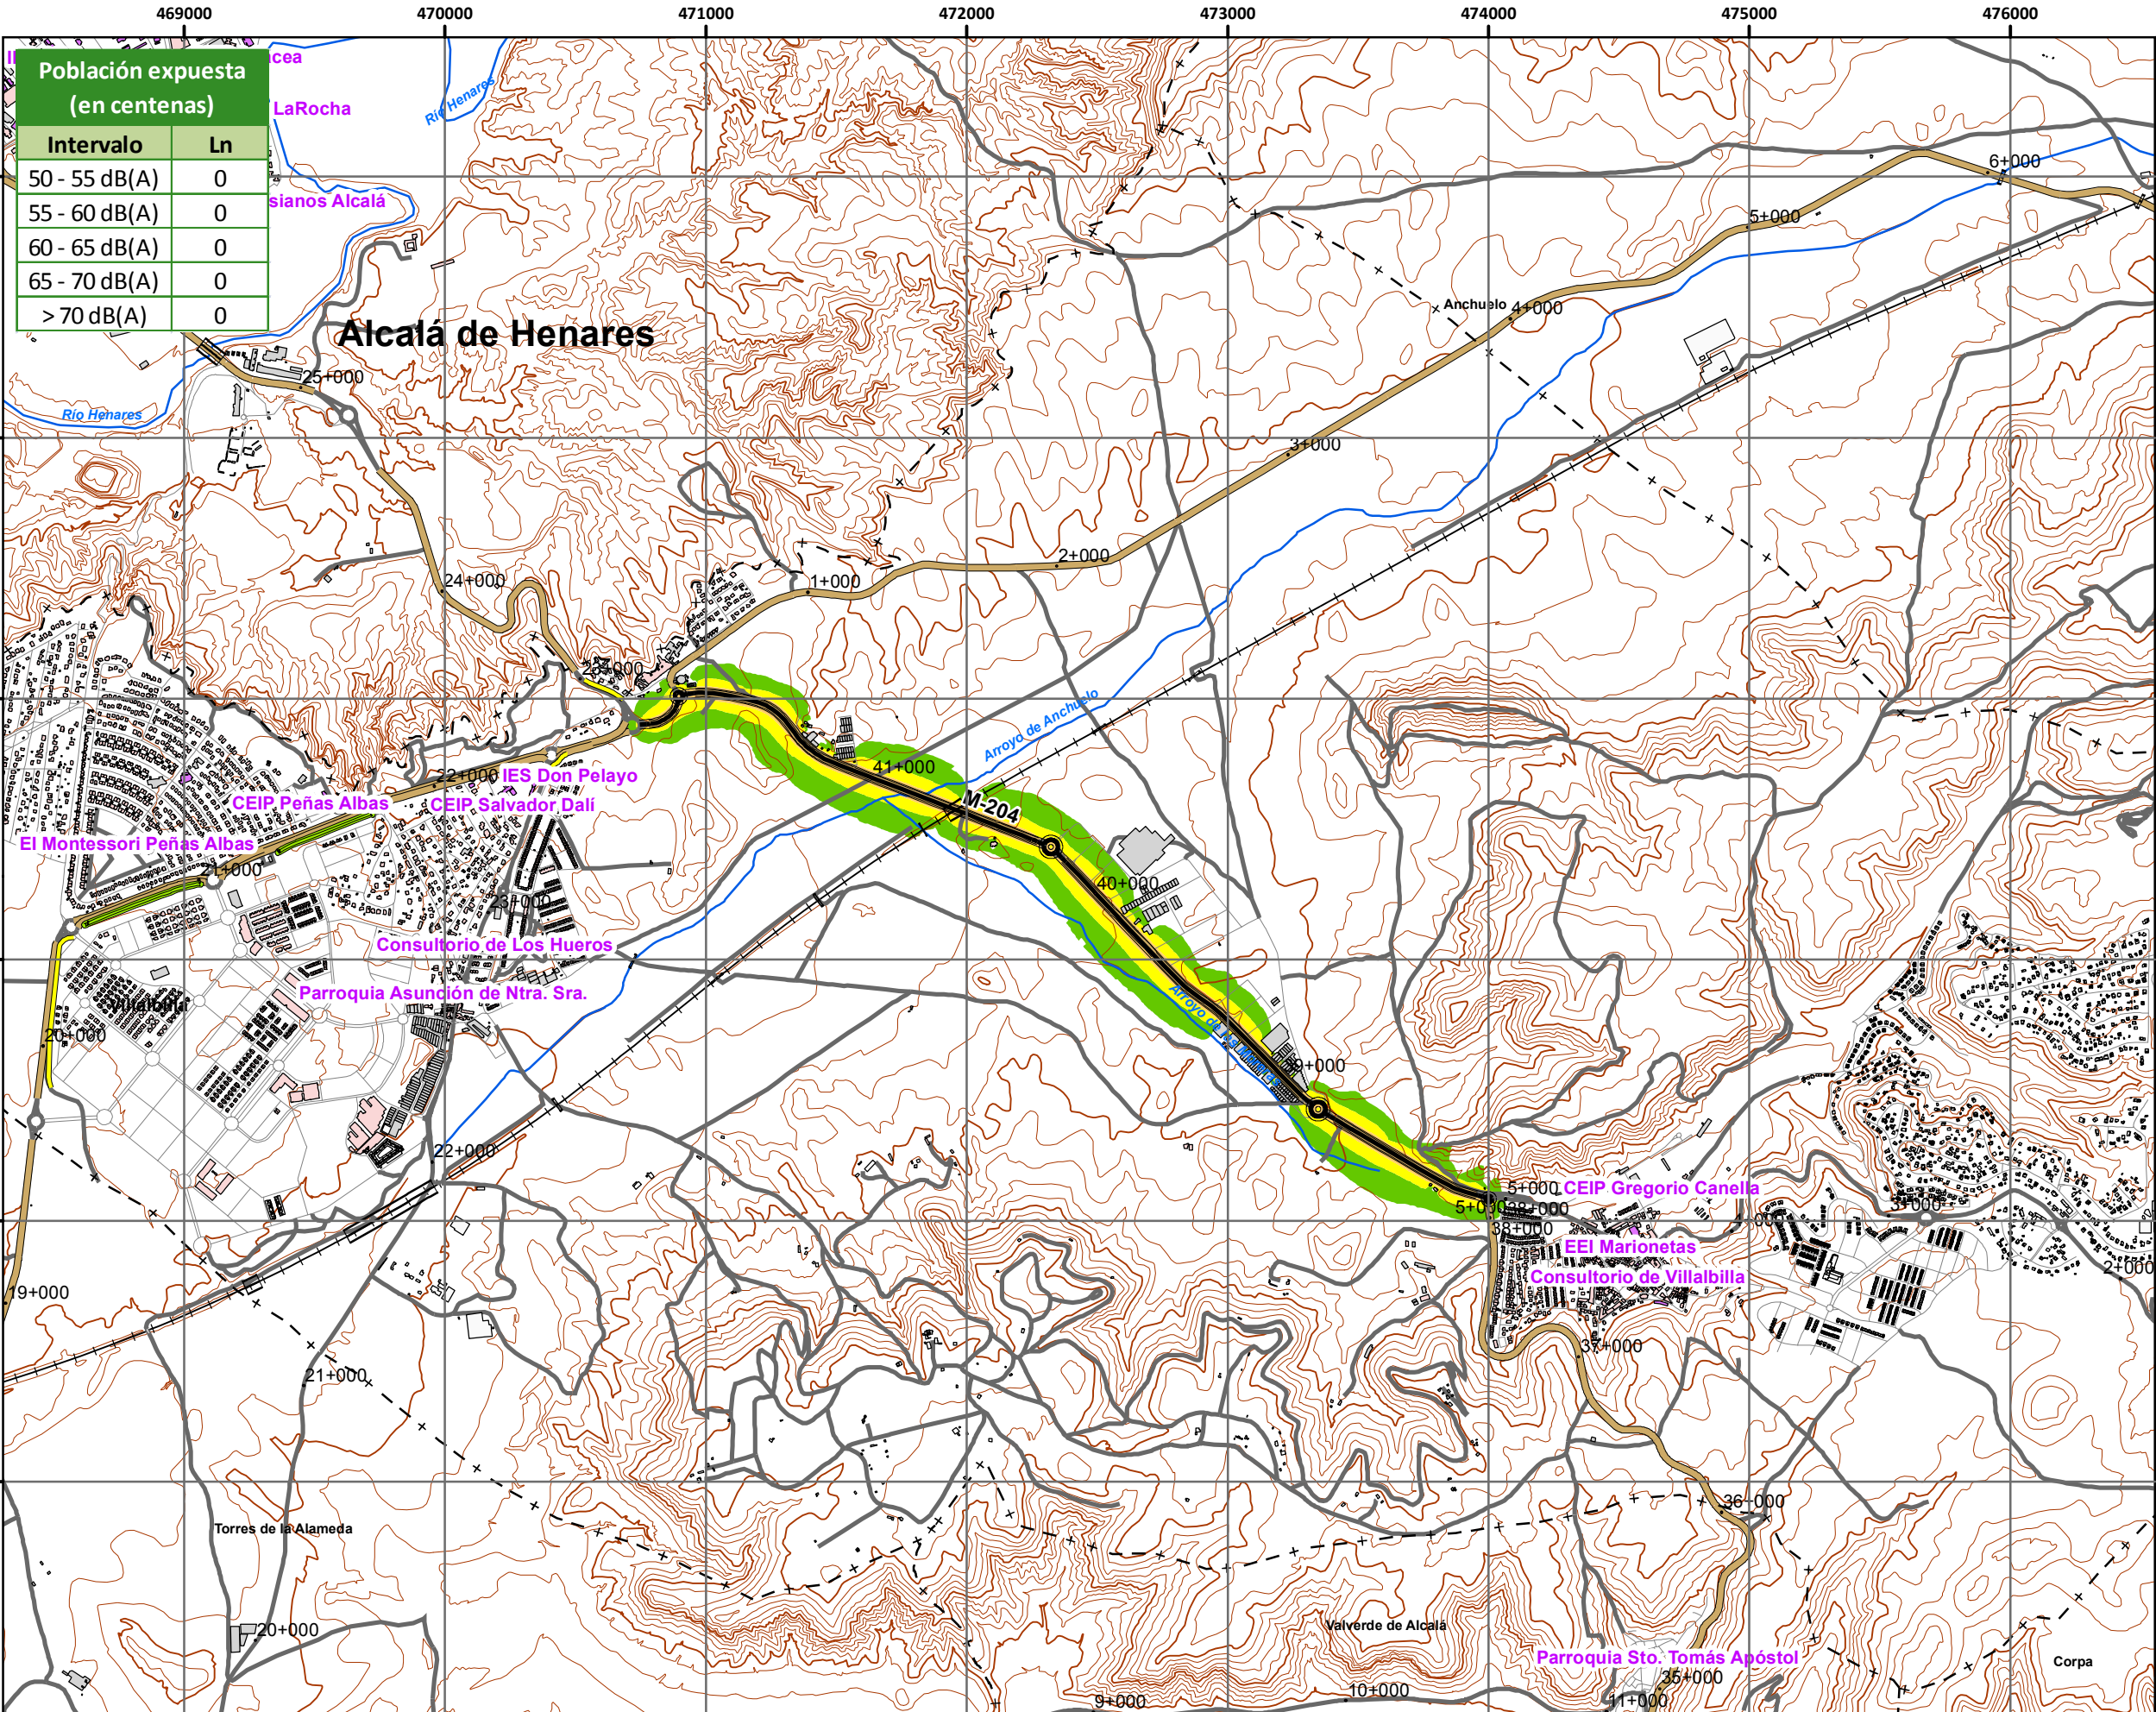 469000 470000 471000 472000 473000 474000 475000 476000
Población expuesta
(en centenas)
Intervalo Ln
50 - 55 dB(A) 0
55 - 60 dB(A) 0
60 - 65 dB(A) 0
65 - 70 dB(A) 0
> 70 dB(A) 0
cea
LaRocha
sianos Alcalá
Río Henares
6+000
5+000
Anchuelo
4+000
Alcalá de Henares
25+000
Río Henares
3+000
2+000
24+000
1+000
Arroyo de Anchuelo
41+000
22+000
IES Don Pelayo
CEIP Peñas Albas
CEIP Salvador Dalí
M-204
El Montessori Peñas Albas
21+000
40+000
23+000
Consultorio de Los Hueros
Parroquia Asunción de Ntra. Sra.
Villalbilla
20+000
39+000
22+000
5+000
CEIP Gregorio Canella
5+000
38+000
38+000
3+000
EEI Marionetas
2+000
Consultorio de Villalbilla
19+000
37+000
21+000
36+000
Torres de la Alameda
20+000
Valverde de Alcalá
Parroquia Sto. Tomás Apóstol
Corpa
35+000
10+000
9+000
11+000